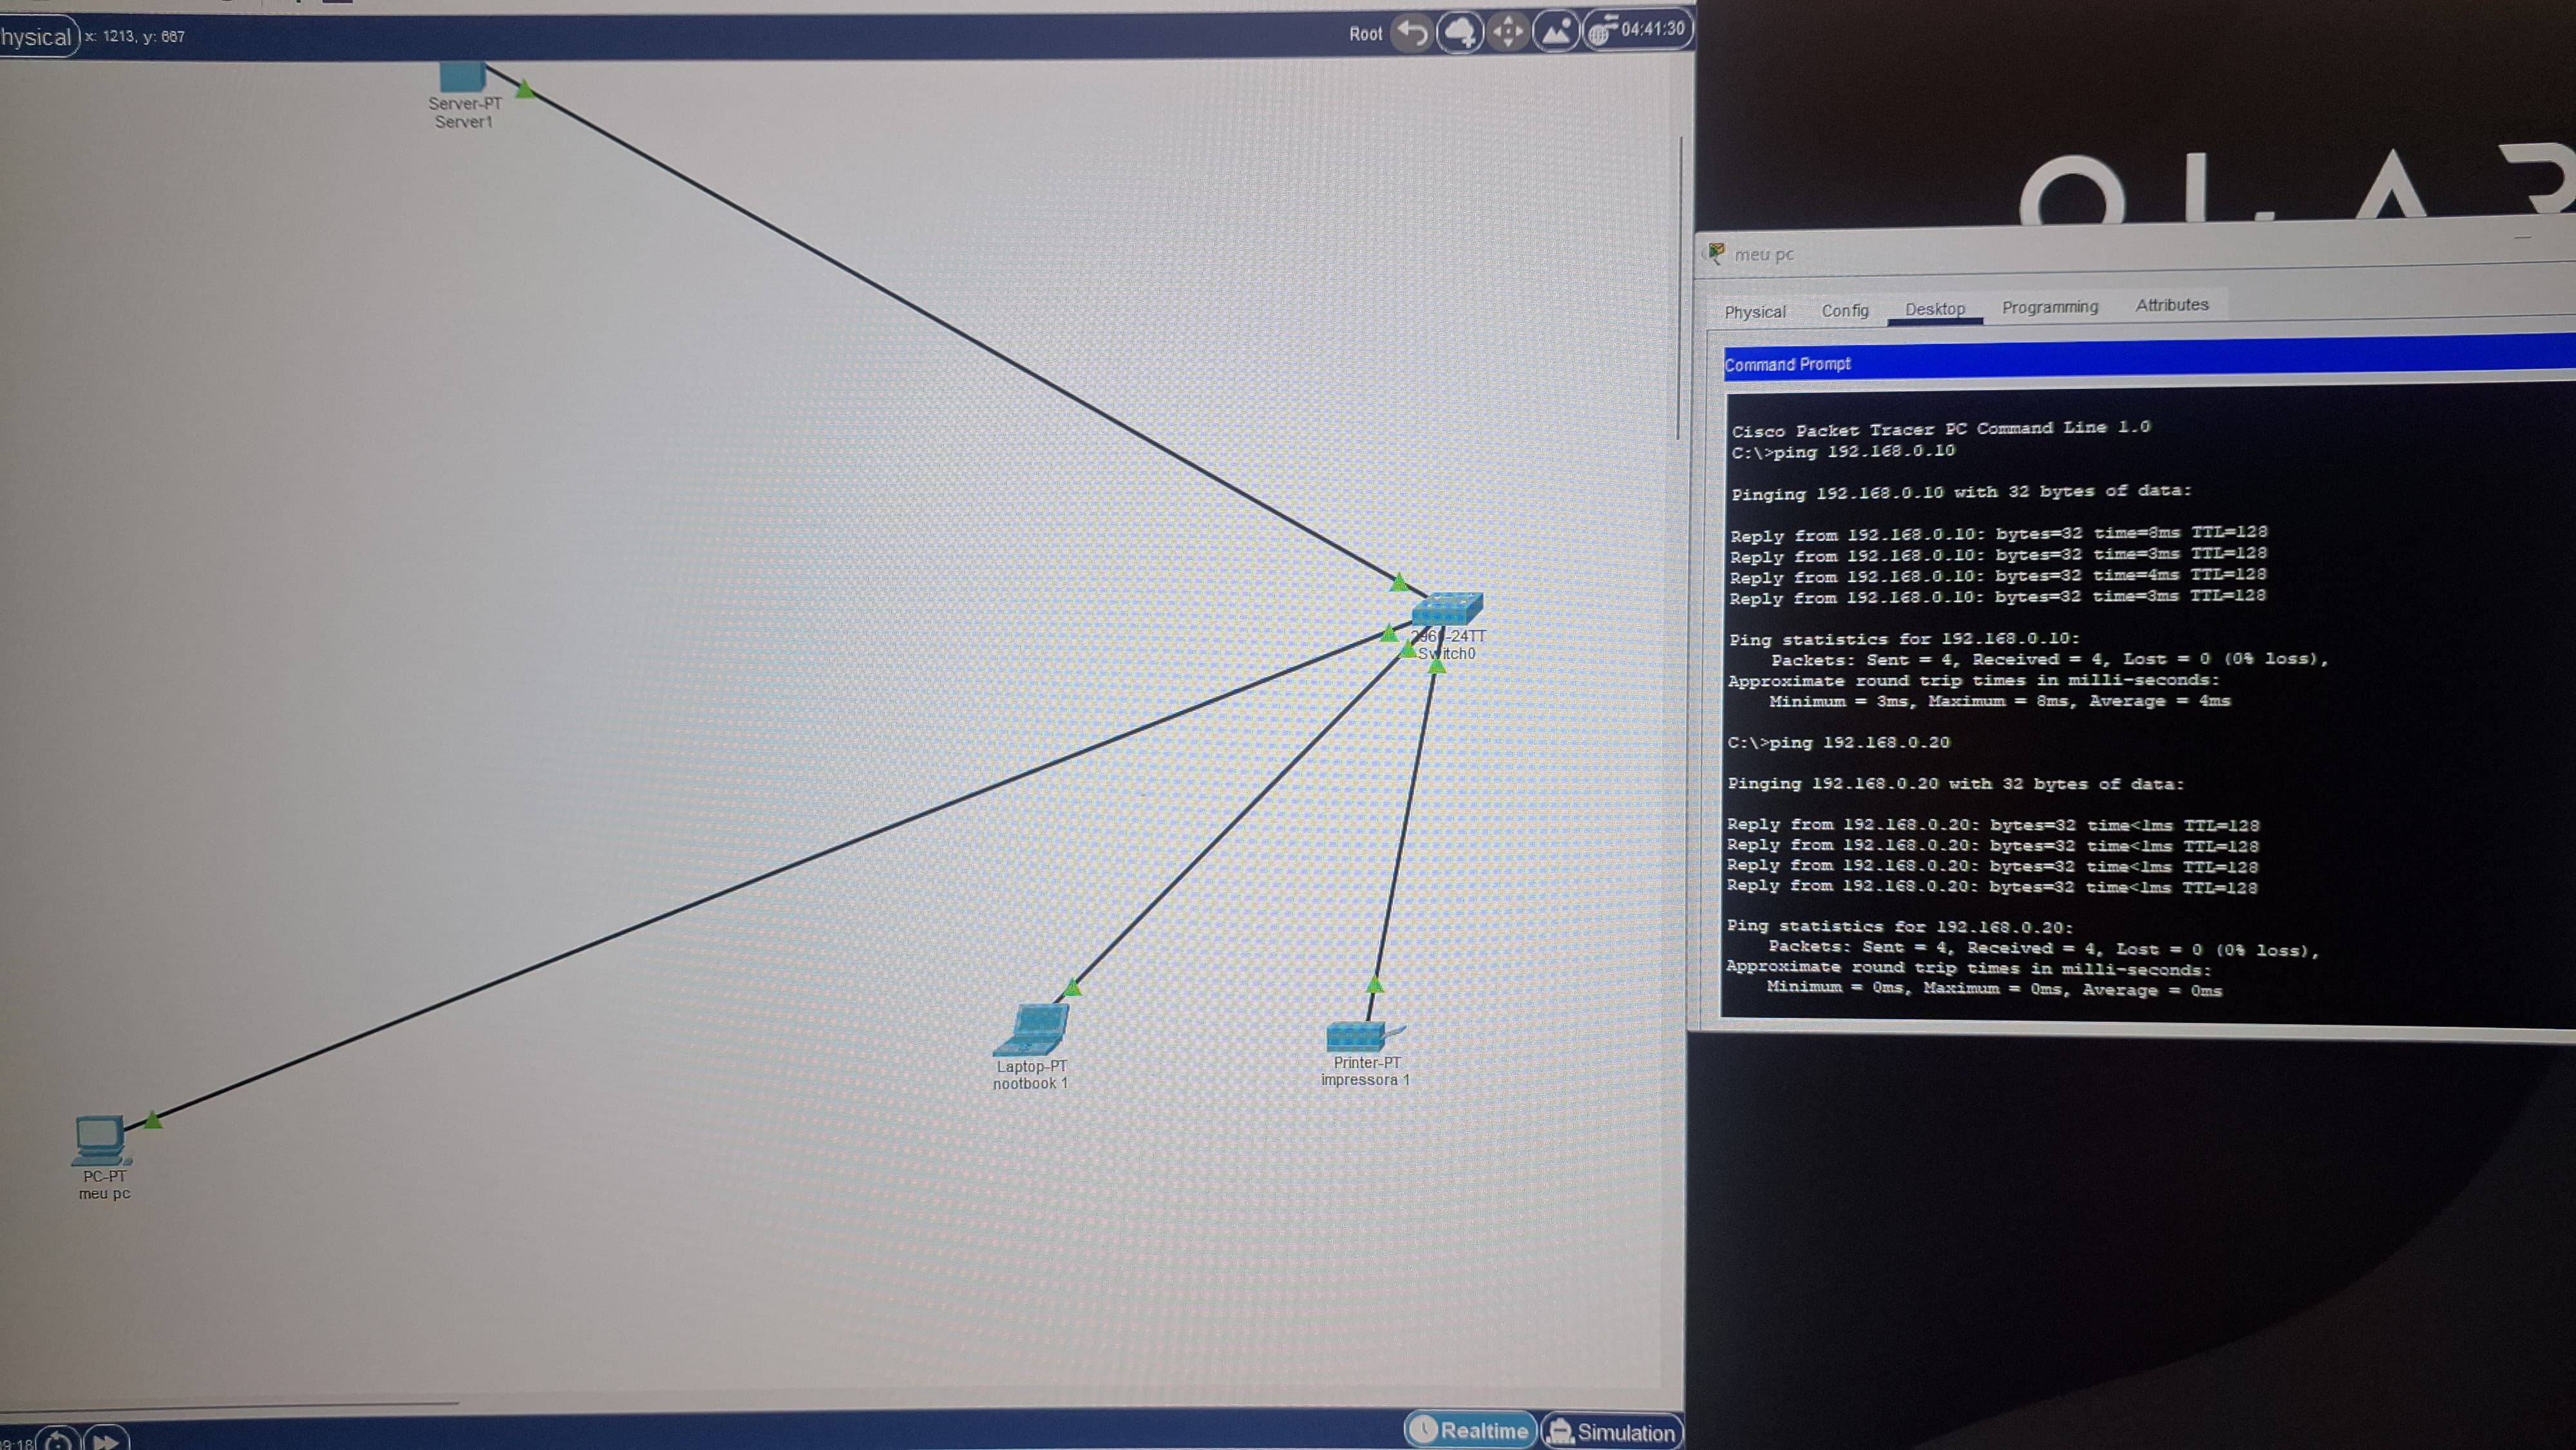 hysical
x: 1213, y: 667
Root
04:41:30
Server-PT
Server1
Switch0
Laptop-PT
nootbook 1
Printer-PT
impressora 1
PC-PT
meu pc
Realtime
Simulation
meu pc
Physical
Config
Desktop
Programming
Attributes
Command Prompt
Cisco Packet Tracer PC Command Line 1.0
C:\>ping 192.168.0.10
Pinging 192.168.0.10 with 32 bytes of data:
Reply from 192.168.0.10: bytes=32 time=8ms TTL=128
Reply from 192.168.0.10: bytes=32 time=3ms TTL=128
Reply from 192.168.0.10: bytes=32 time=4ms TTL=128
Reply from 192.168.0.10: bytes=32 time=3ms TTL=128
Ping statistics for 192.168.0.10:
Packets: Sent = 4, Received = 4, Lost = 0 (0% loss),
Approximate round trip times in milli-seconds:
Minimum = 3ms, Maximum = 8ms, Average = 4ms
C:\>ping 192.168.0.20
Pinging 192.168.0.20 with 32 bytes of data:
Reply from 192.168.0.20: bytes=32 time<1ms TTL=128
Reply from 192.168.0.20: bytes=32 time<1ms TTL=128
Reply from 192.168.0.20: bytes=32 time<1ms TTL=128
Reply from 192.168.0.20: bytes=32 time<1ms TTL=128
Ping statistics for 192.168.0.20:
Packets: Sent = 4, Received = 4, Lost = 0 (0% loss),
Approximate round trip times in milli-seconds:
Minimum = 0ms, Maximum = 0ms, Average = 0ms